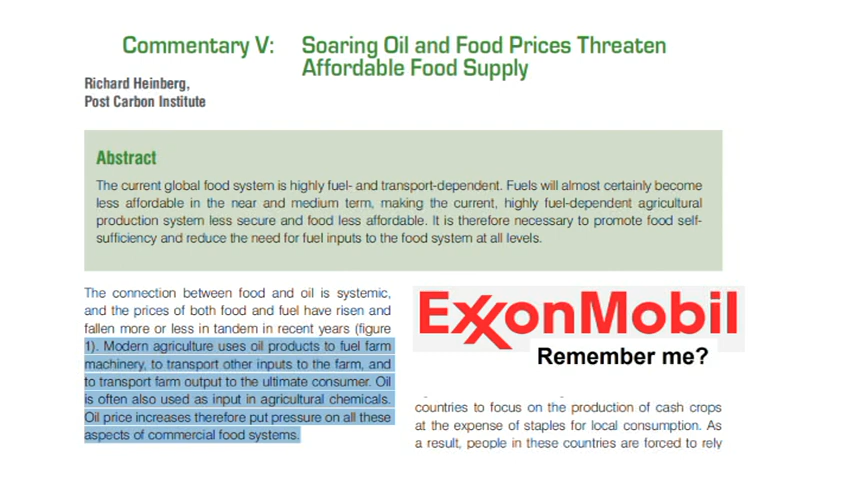 Commentary V: Soaring Oil and Food Prices Threaten
Affordable Food Supply
Richard Heinberg,
Post Carbon Institute
Abstract
The current global food system is highly fuel- and transport-dependent. Fuels will almost certainly become
less affordable in the near and medium term, making the current, highly fuel-dependent agricultural
production system less secure and food less affordable. It is therefore necessary to promote food self-
sufficiency and reduce the need for fuel inputs to the food system at all levels.
The connection between food and oil is systemic,
and the prices of both food and fuel have risen and
fallen more or less in tandem in recent years (figure
1). Modern agriculture uses oil products to fuel farm
machinery, to transport other inputs to the farm, and
to transport farm output to the ultimate consumer. Oil
is often also used as input in agricultural chemicals.
Oil price increases therefore put pressure on all these
aspects of commercial food systems.
ExxonMobil
Remember me?
countries to focus on the production of cash crops
at the expense of staples for local consumption. As
a result, people in these countries are forced to rely